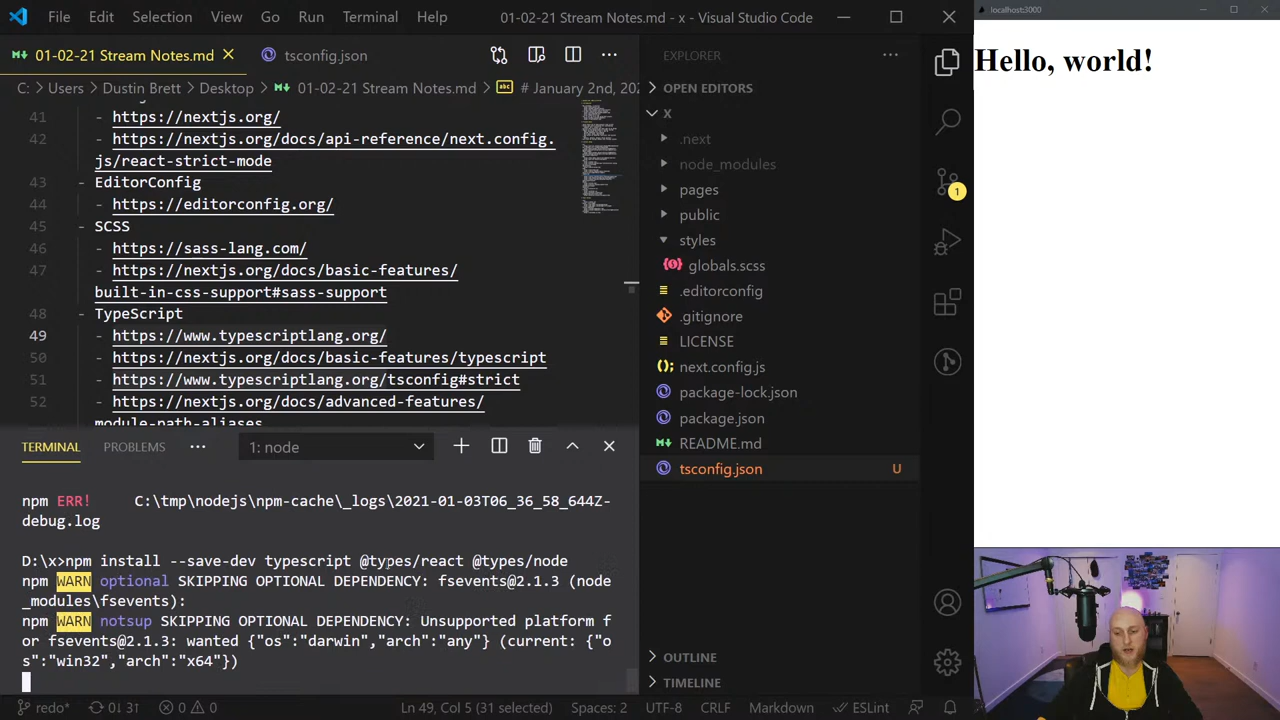 File Edit Selection View Go Run Terminal Help 01-02-21 Stream Notes.md - x - Visual Studio Code
01-02-21 Stream Notes.md tsconfig.json
C: Users Dustin Brett Desktop 01-02-21 Stream Notes.md # January 2nd, 202
41 - https://nextjs.org/
42 - https://nextjs.org/docs/api-reference/next.config.
js/react-strict-mode
43 - EditorConfig
44 - https://editorconfig.org/
45 - SCSS
46 - https://sass-lang.com/
47 - https://nextjs.org/docs/basic-features/
built-in-css-support#sass-support
48 - TypeScript
49 - https://www.typescriptlang.org/
50 - https://nextjs.org/docs/basic-features/typescript
51 - https://www.typescriptlang.org/tsconfig#strict
52 - https://nextjs.org/docs/advanced-features/
module-path-aliases
TERMINAL PROBLEMS 1: node
npm ERR! C:\tmp\nodejs\npm-cache\_logs\2021-01-03T06_36_58_644Z-
debug.log
D:\x>npm install --save-dev typescript @types/react @types/node
npm WARN optional SKIPPING OPTIONAL DEPENDENCY: fsevents@2.1.3 (node
_modules\fsevents):
npm WARN notsup SKIPPING OPTIONAL DEPENDENCY: Unsupported platform f
or fsevents@2.1.3: wanted {"os":"darwin","arch":"any"} (current: {"o
s":"win32","arch":"x64"})
EXPLORER
OPEN EDITORS
X
.next
node_modules
pages
public
styles
globals.scss
.editorconfig
.gitignore
LICENSE
next.config.js
package-lock.json
package.json
README.md
tsconfig.json U
OUTLINE
TIMELINE
1
redo* 0↓ 3↑ 0 0 Ln 49, Col 5 (31 selected) Spaces: 2 UTF-8 CRLF Markdown ESLint
localhost:3000
Hello, world!